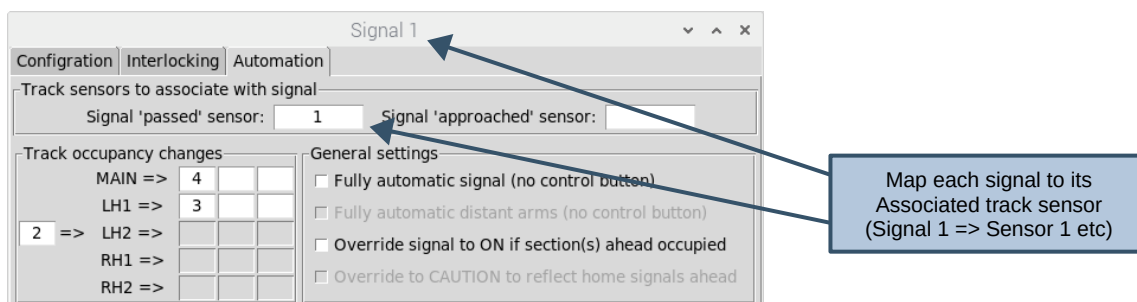 Signal 1
Configration Interlocking Automation
Track sensors to associate with signal
Signal 'passed' sensor: 1 Signal 'approached' sensor:
Track occupancy changes
MAIN => 4
LH1 => 3
2 => LH2 =>
RH1 =>
RH2 =>
General settings
Fully automatic signal (no control button)
Fully automatic distant arms (no control button)
Override signal to ON if section(s) ahead occupied
Override to CAUTION to reflect home signals ahead
Map each signal to its
Associated track sensor
(Signal 1 => Sensor 1 etc)